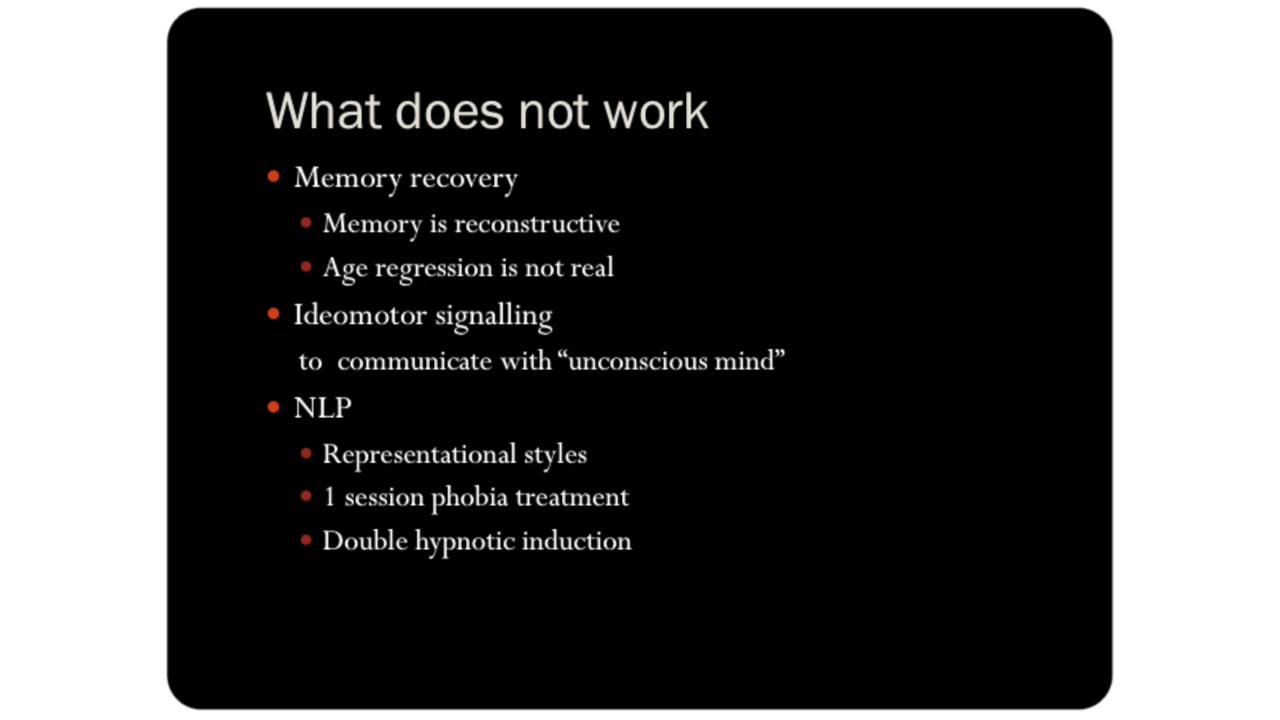 What does not work
• Memory recovery
• Memory is reconstructive
• Age regression is not real
• Ideomotor signalling
to communicate with “unconscious mind”
• NLP
• Representational styles
• 1 session phobia treatment
• Double hypnotic induction